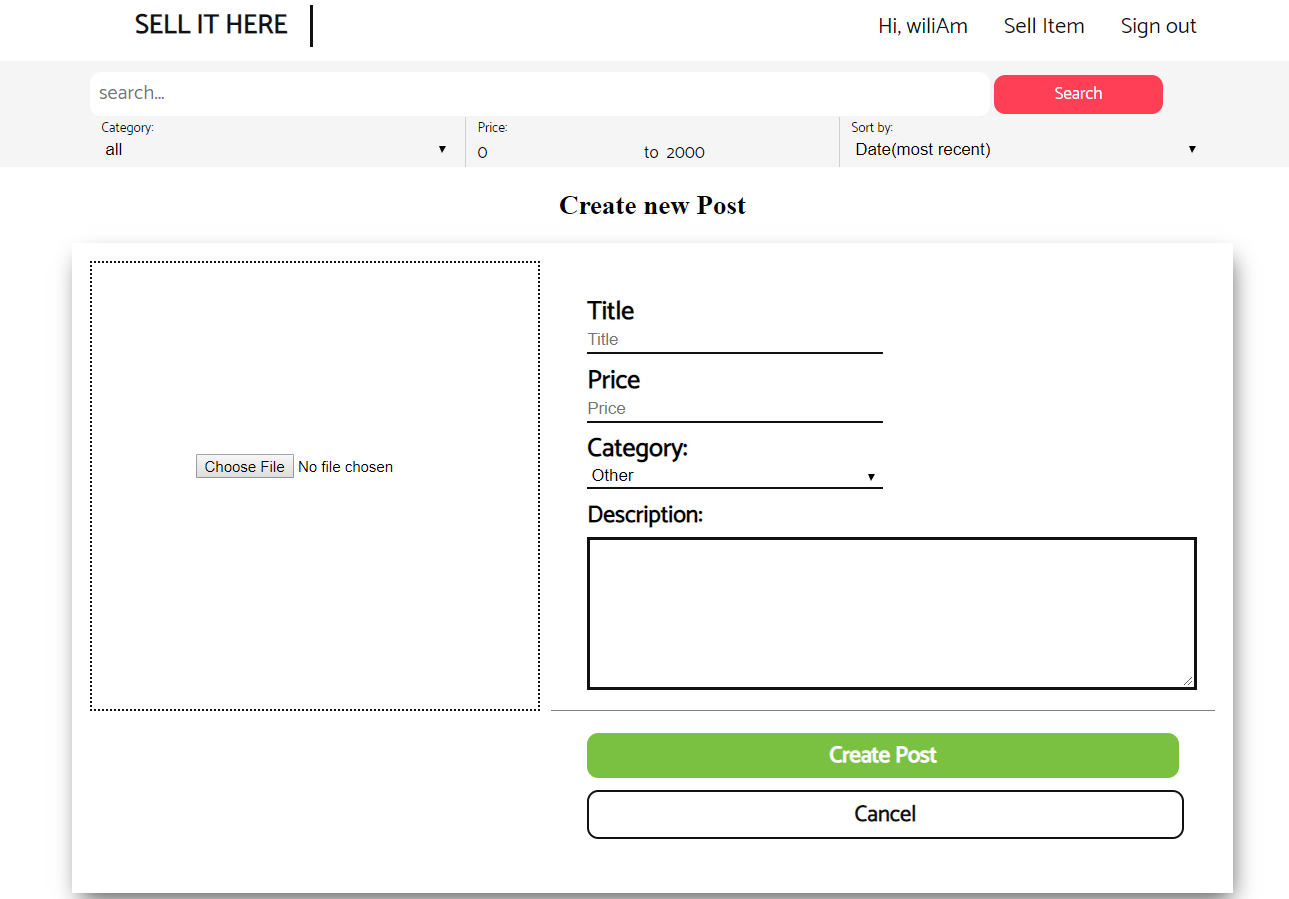 SELL IT HERE
Hi, wiliAm Sell Item Sign out
search...
Search
Category:
all
Price:
0 to 2000
Sort by:
Date(most recent)
Create new Post
Choose File No file chosen
Title
Title
Price
Price
Category:
Other
Description:
Create Post
Cancel